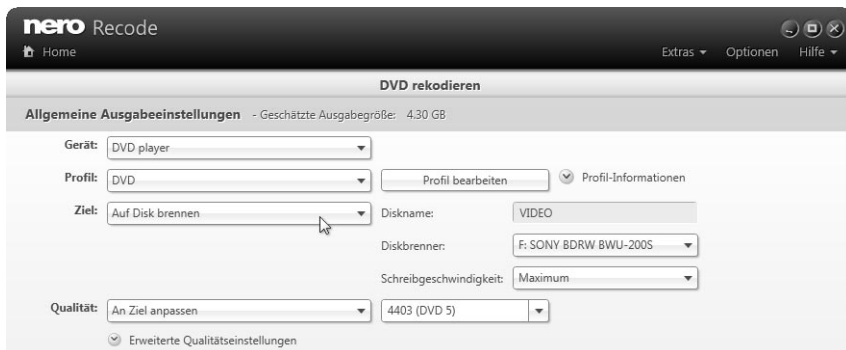 nero Recode
Home Extras Optionen Hilfe
DVD rekodieren
Allgemeine Ausgabeeinstellungen - Geschätzte Ausgabegröße: 4.30 GB
Gerät: DVD player
Profil: DVD Profil bearbeiten Profil-Informationen
Ziel: Auf Disk brennen Diskname: VIDEO
Diskbrenner: F: SONY BDRW BWU-200S
Schreibgeschwindigkeit: Maximum
Qualität: An Ziel anpassen 4403 (DVD 5)
Erweiterte Qualitätseinstellungen